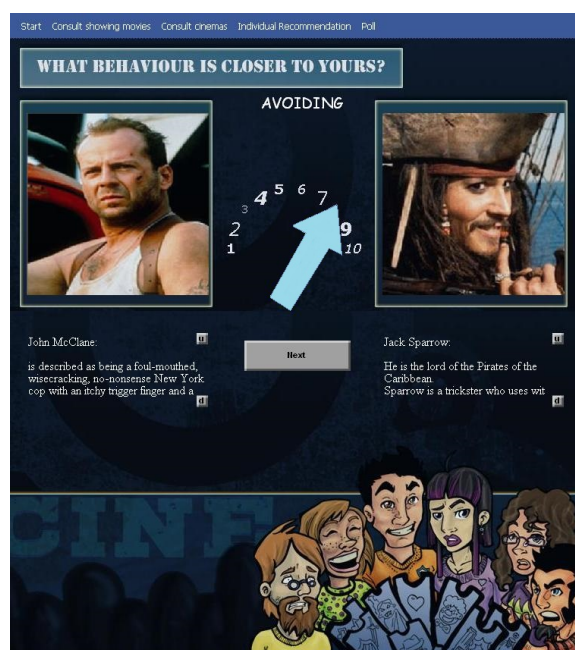 Start Consult showing movies Consult cinemas Individual Recommendation Poll
WHAT BEHAVIOUR IS CLOSER TO YOURS?
AVOIDING
1 2 3 4 5 6 7 9 10
John McClane:
u
is described as being a foul-mouthed,
wisecracking, no-nonsense New York
cop with an itchy trigger finger and a
d
Next
Jack Sparrow:
u
He is the lord of the Pirates of the
Caribbean.
Sparrow is a trickster who uses wit
d
CINE